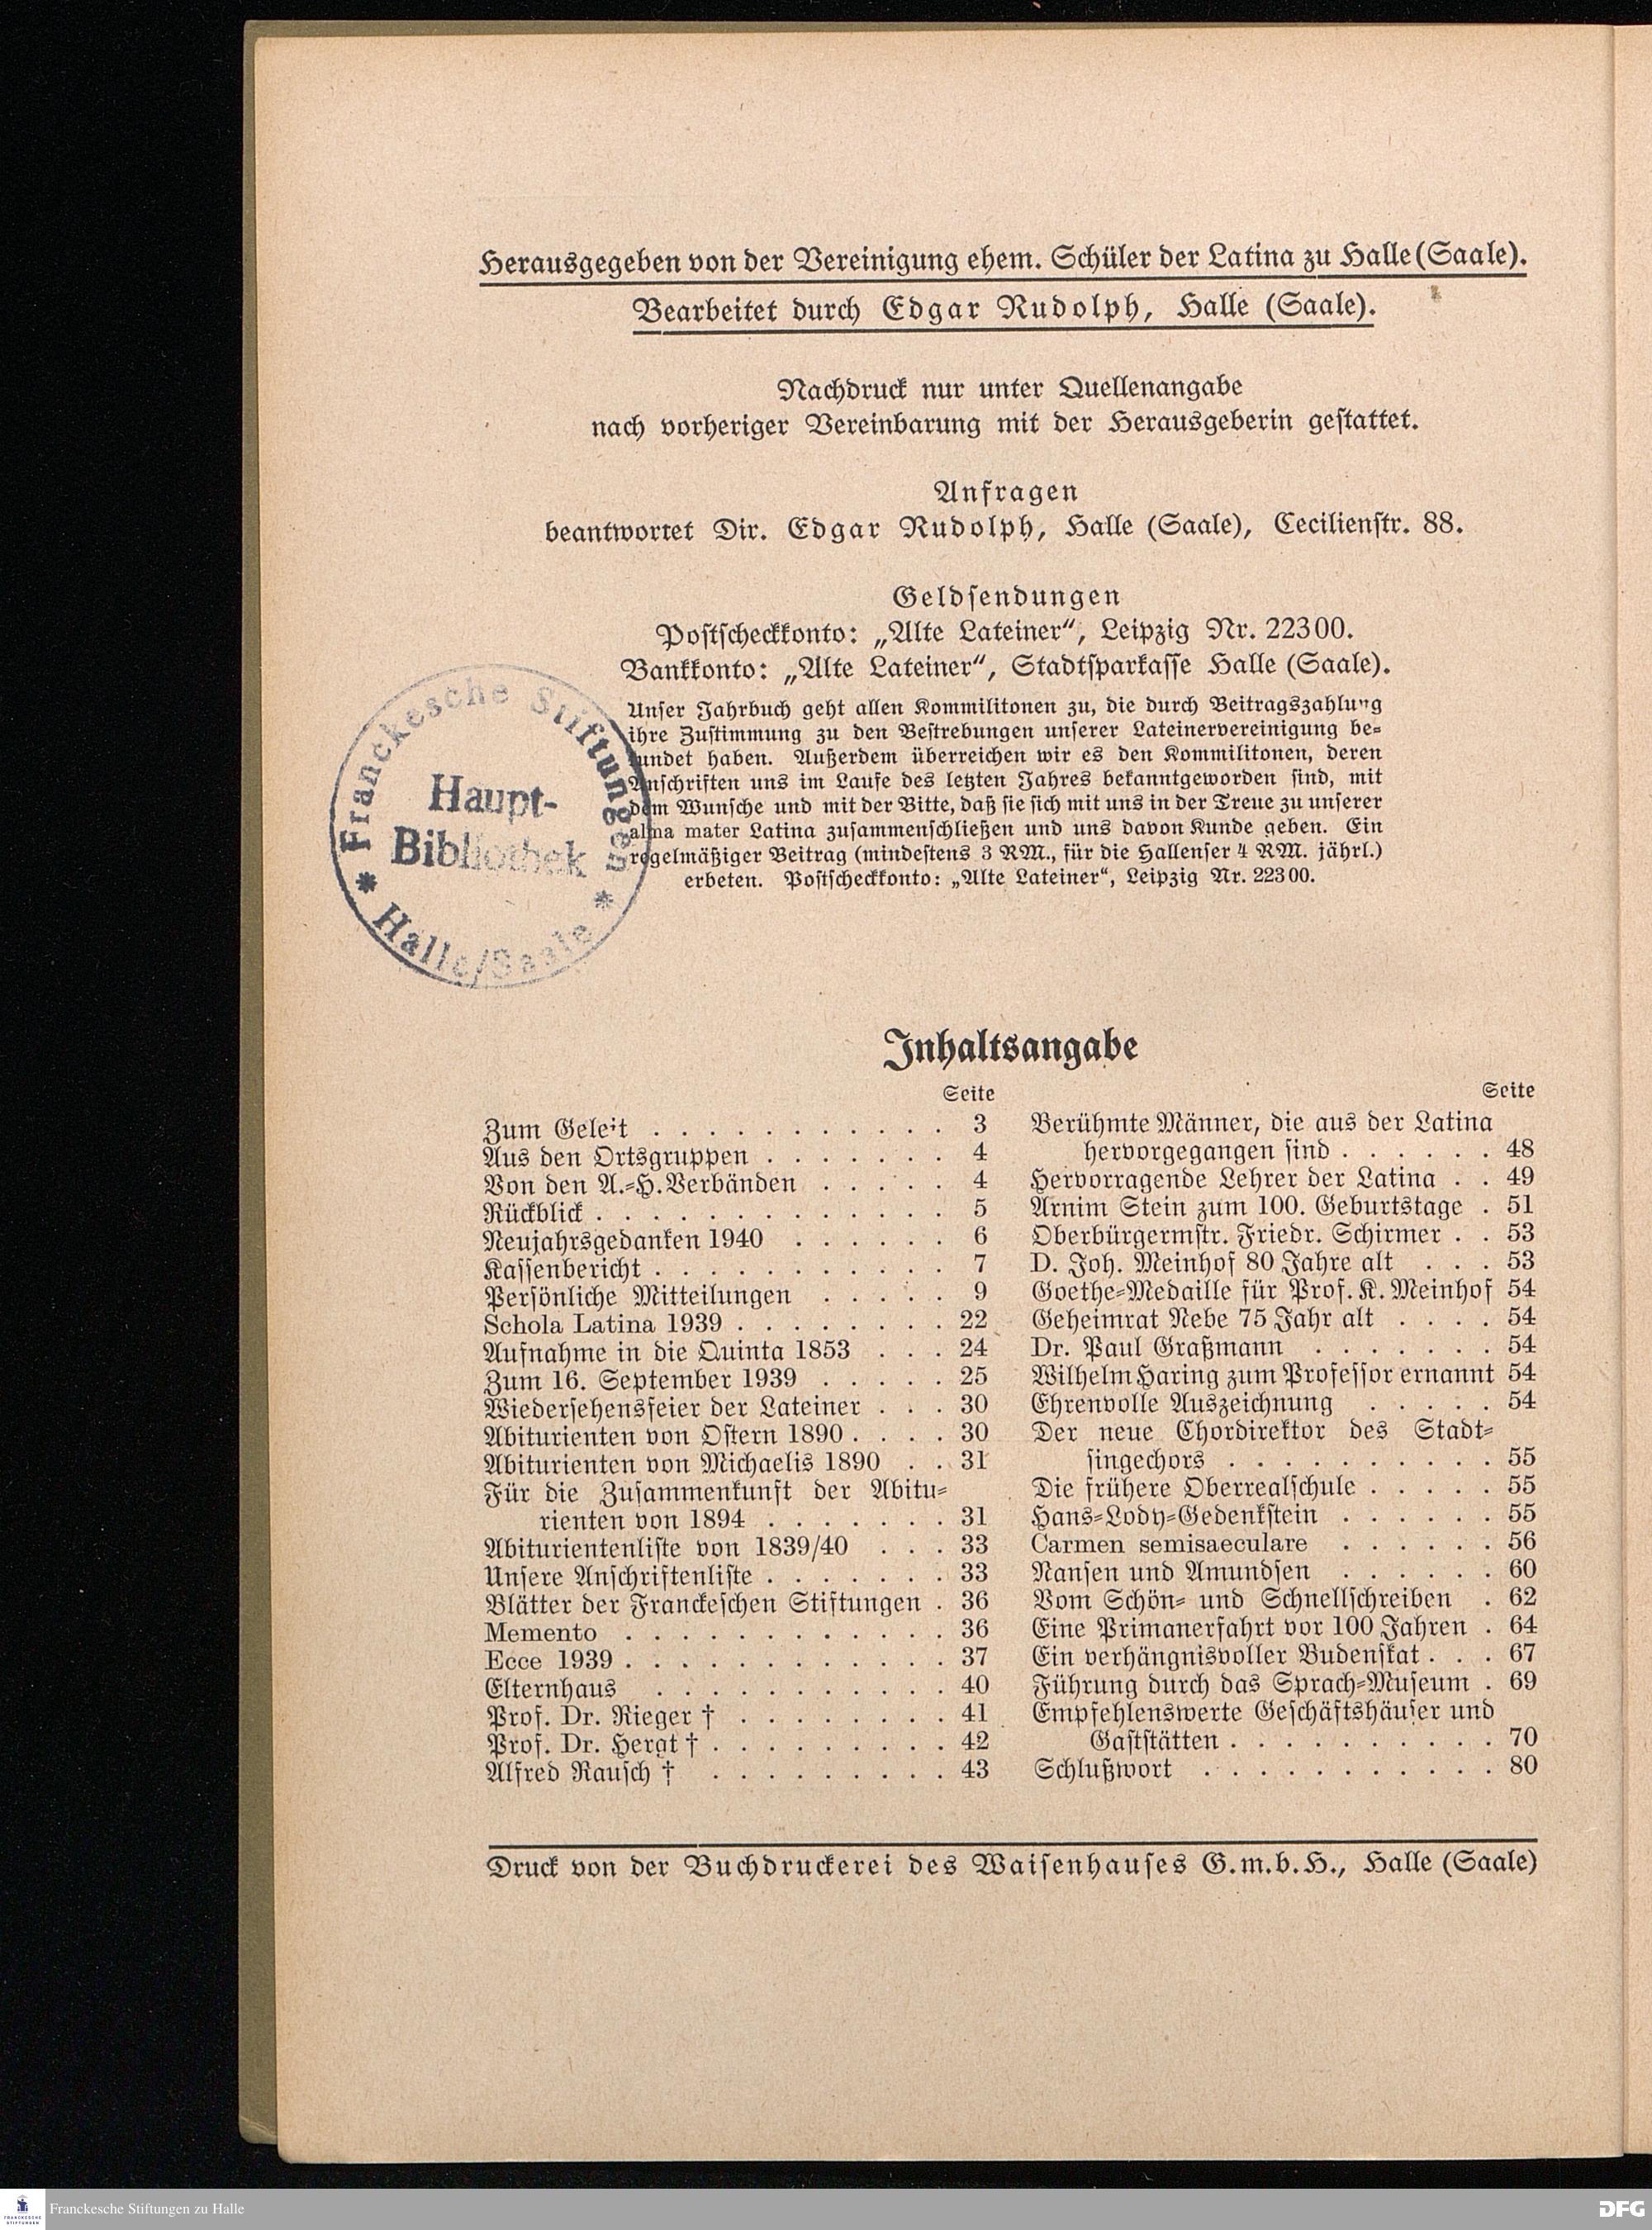 Herausgegeben von der Vereinigung ehem. Schüler der Latina zu Halle (Saale).
Bearbeitet durch Edgar Rudolph, Halle (Saale).
Nachdruck nur unter Quellenangabe
nach vorheriger Vereinbarung mit der Herausgeberin gestattet.
Anfragen
beantwortet Dir. Edgar Rudolph, Halle (Saale), Cecilienstr. 88.
Geldsendungen
Postscheckkonto: „Alte Lateiner“, Leipzig Nr. 22300.
Bankkonto: „Alte Lateiner“, Stadtsparkasse Halle (Saale).
Unser Jahrbuch geht allen Kommilitonen zu, die durch Beitragszahlung
ihre Zustimmung zu den Bestrebungen unserer Lateinervereinigung be-
kundet haben. Außerdem überreichen wir es den Kommilitonen, deren
Anschriften uns im Laufe des letzten Jahres bekanntgeworden sind, mit
dem Wunsche und mit der Bitte, daß sie sich mit uns in der Treue zu unserer
alma mater Latina zusammenschließen und uns davon Kunde geben. Ein
regelmäßiger Beitrag (mindestens 3 RM., für die Hallenser 4 RM. jährl.)
erbeten. Postscheckkonto: „Alte Lateiner“, Leipzig Nr. 22300.
Franckesche Stiftungen
Haupt-
Bibliothek
* Halle/Saale *
Inhaltsangabe
Seite
Zum Geleit . . . . . . . . . . . 3
Aus den Ortsgruppen . . . . . . . 4
Von den A.-H.Verbänden . . . . . 4
Rückblick . . . . . . . . . . . . . 5
Neujahrsgedanken 1940 . . . . . . 6
Kassenbericht . . . . . . . . . . . 7
Persönliche Mitteilungen . . . . . 9
Schola Latina 1939 . . . . . . . . 22
Aufnahme in die Quinta 1853 . . . 24
Zum 16. September 1939 . . . . . 25
Wiedersehensfeier der Lateiner . . . 30
Abiturienten von Ostern 1890 . . . . 30
Abiturienten von Michaelis 1890 . . 31
Für die Zusammenkunft der Abitu-
rienten von 1894 . . . . . . . 31
Abiturientenliste von 1839/40 . . . 33
Unsere Anschriftenliste . . . . . . . 33
Blätter der Franckeschen Stiftungen . 36
Memento . . . . . . . . . . . . 36
Ecce 1939 . . . . . . . . . . . . 37
Elternhaus . . . . . . . . . . . 40
Prof. Dr. Rieger † . . . . . . . . 41
Prof. Dr. Hergt † . . . . . . . . . 42
Alfred Rausch † . . . . . . . . . 43
Seite
Berühmte Männer, die aus der Latina
hervorgegangen sind . . . . . . 48
Hervorragende Lehrer der Latina . . 49
Arnim Stein zum 100. Geburtstage . 51
Oberbürgermstr. Friedr. Schirmer . . 53
D. Joh. Meinhof 80 Jahre alt . . . 53
Goethe-Medaille für Prof. K. Meinhof 54
Geheimrat Nebe 75 Jahr alt . . . . 54
Dr. Paul Graßmann . . . . . . . 54
Wilhelm Haring zum Professor ernannt 54
Ehrenvolle Auszeichnung . . . . . 54
Der neue Chordirektor des Stadt-
singechors . . . . . . . . . . 55
Die frühere Oberrealschule . . . . . 55
Hans-Lody-Gedenkstein . . . . . . 55
Carmen semisaeculare . . . . . . 56
Nansen und Amundsen . . . . . . 60
Vom Schön- und Schnellschreiben . 62
Eine Primanerfahrt vor 100 Jahren . 64
Ein verhängnisvoller Budenskat . . . 67
Führung durch das Sprach-Museum . 69
Empfehlenswerte Geschäftshäuser und
Gaststätten . . . . . . . . . . 70
Schlußwort . . . . . . . . . . . 80
Druck von der Buchdruckerei des Waisenhauses G.m.b.H., Halle (Saale)
FRANCKESCHE
STIFTUNGEN
Franckesche Stiftungen zu Halle
DFG